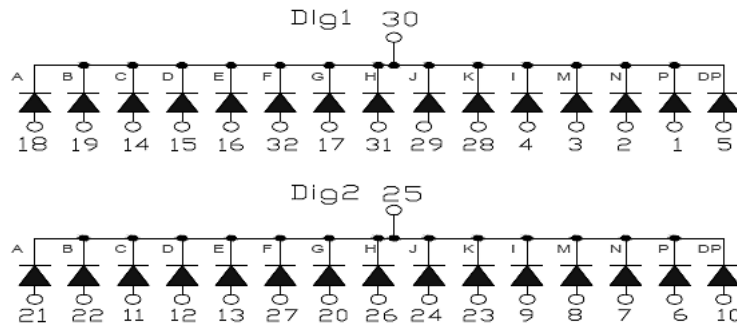 Dig1 30
A B C D E F G H J K I M N P DP
18 19 14 15 16 32 17 31 29 28 4 3 2 1 5
Dig2 25
A B C D E F G H J K I M N P DP
21 22 11 12 13 27 20 26 24 23 9 8 7 6 10